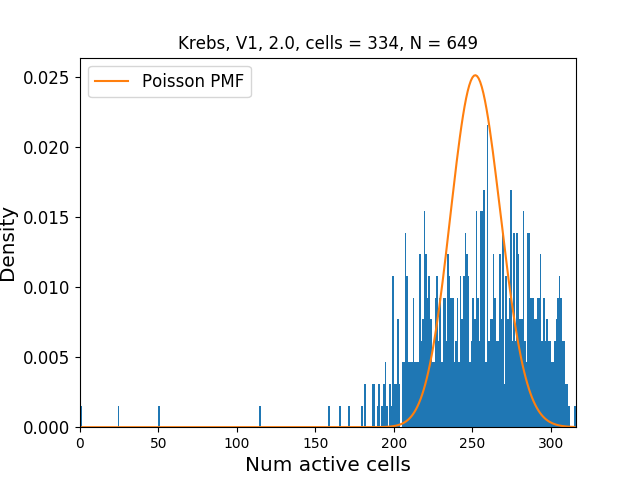 Krebs, V1, 2.0, cells = 334, N = 649
Poisson PMF
0.025
0.020
0.015
0.010
0.005
0.000
Density
0 50 100 150 200 250 300
Num active cells